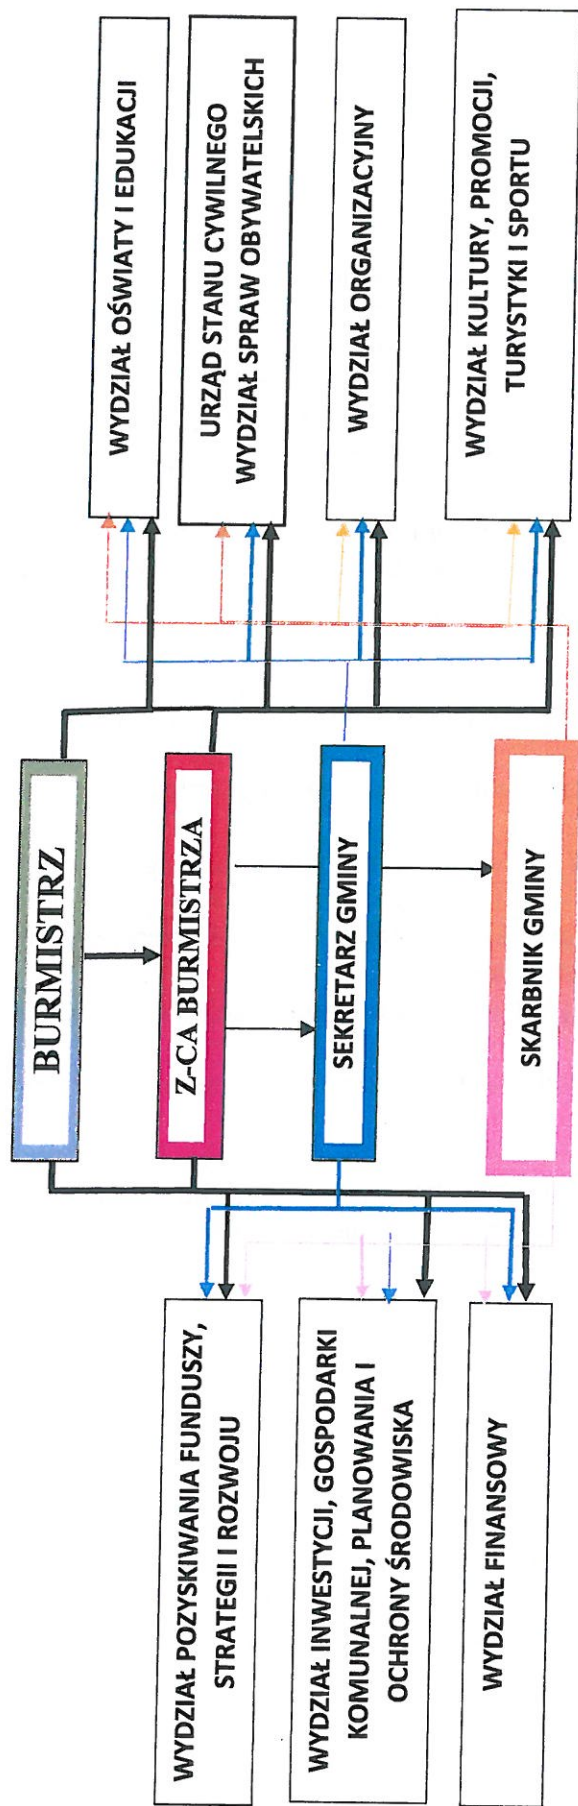 BURMISTRZ
Z-CA BURMISTRZA
SEKRETARZ GMINY
SKARBNIK GMINY
WYDZIAŁ POZYSKIWANIA FUNDUSZY,
STRATEGII I ROZWOJU
WYDZIAŁ INWESTYCJI, GOSPODARKI
KOMUNALNEJ, PLANOWANIA I
OCHRONY ŚRODOWISKA
WYDZIAŁ FINANSOWY
WYDZIAŁ OŚWIATY I EDUKACJI
URZĄD STANU CYWILNEGO
WYDZIAŁ SPRAW OBYWATELSKICH
WYDZIAŁ ORGANIZACYJNY
WYDZIAŁ KULTURY, PROMOCJI,
TURYSTYKI I SPORTU